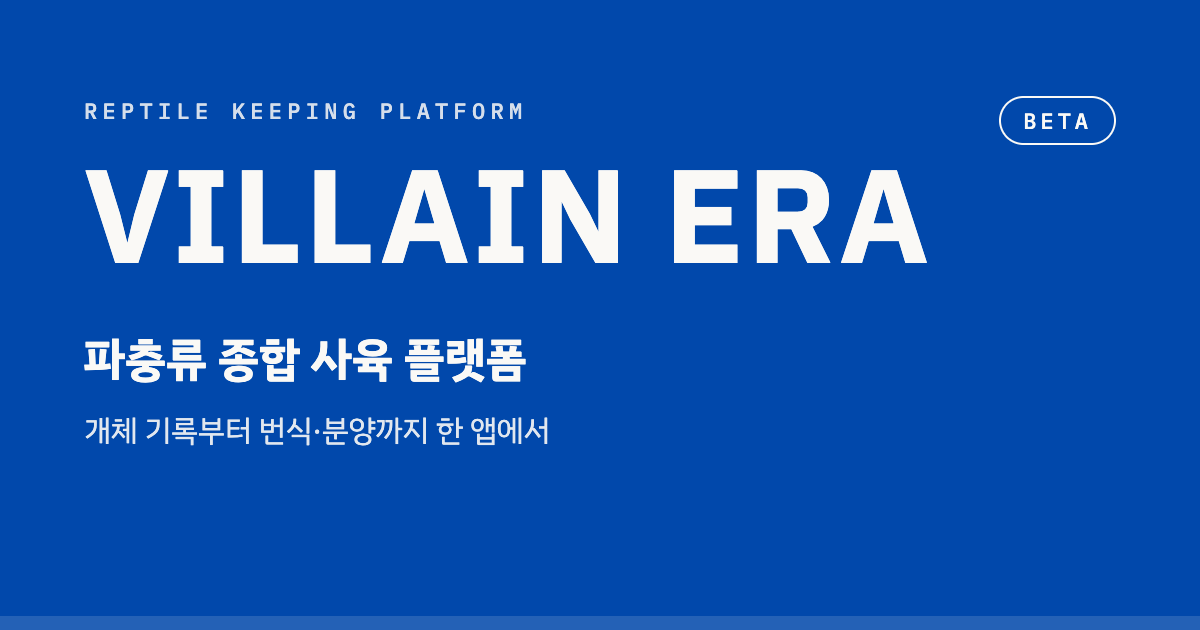 REPTILE KEEPING PLATFORM
BETA
VILLAIN ERA
파충류 종합 사육 플랫폼
개체 기록부터 번식·분양까지 한 앱에서